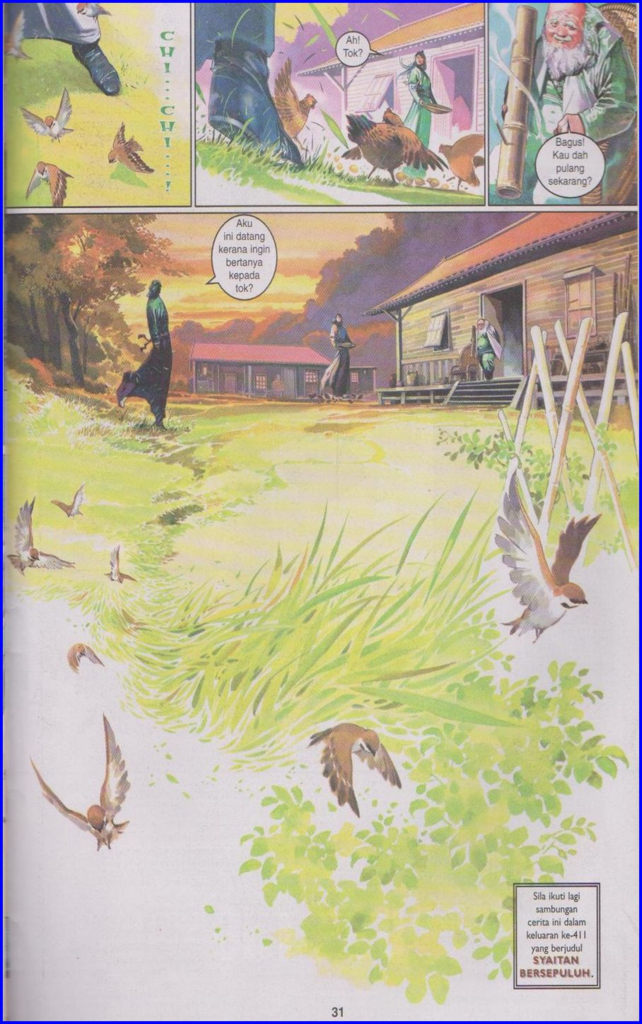 CHI...CHI...!
Ah!
Tok?
Bagus!
Kau dah
pulang
sekarang?
Aku
ini datang
kerana ingin
bertanya
kepada
tok?
Sila ikuti lagi
sambungan
cerita ini dalam
keluaran ke-411
yang berjudul
SYAITAN
BERSEPULUH.
31